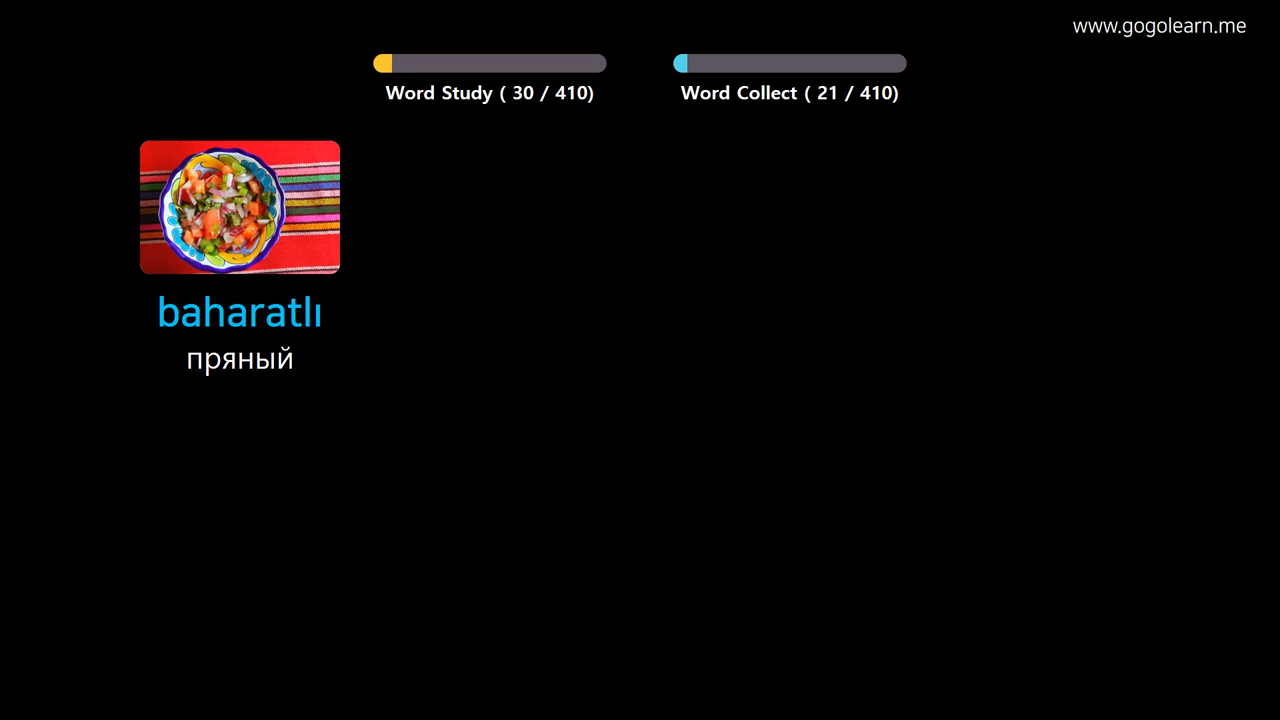 www.gogolearn.me
Word Study ( 30 / 410)
Word Collect ( 21 / 410)
baharatlı
пряный